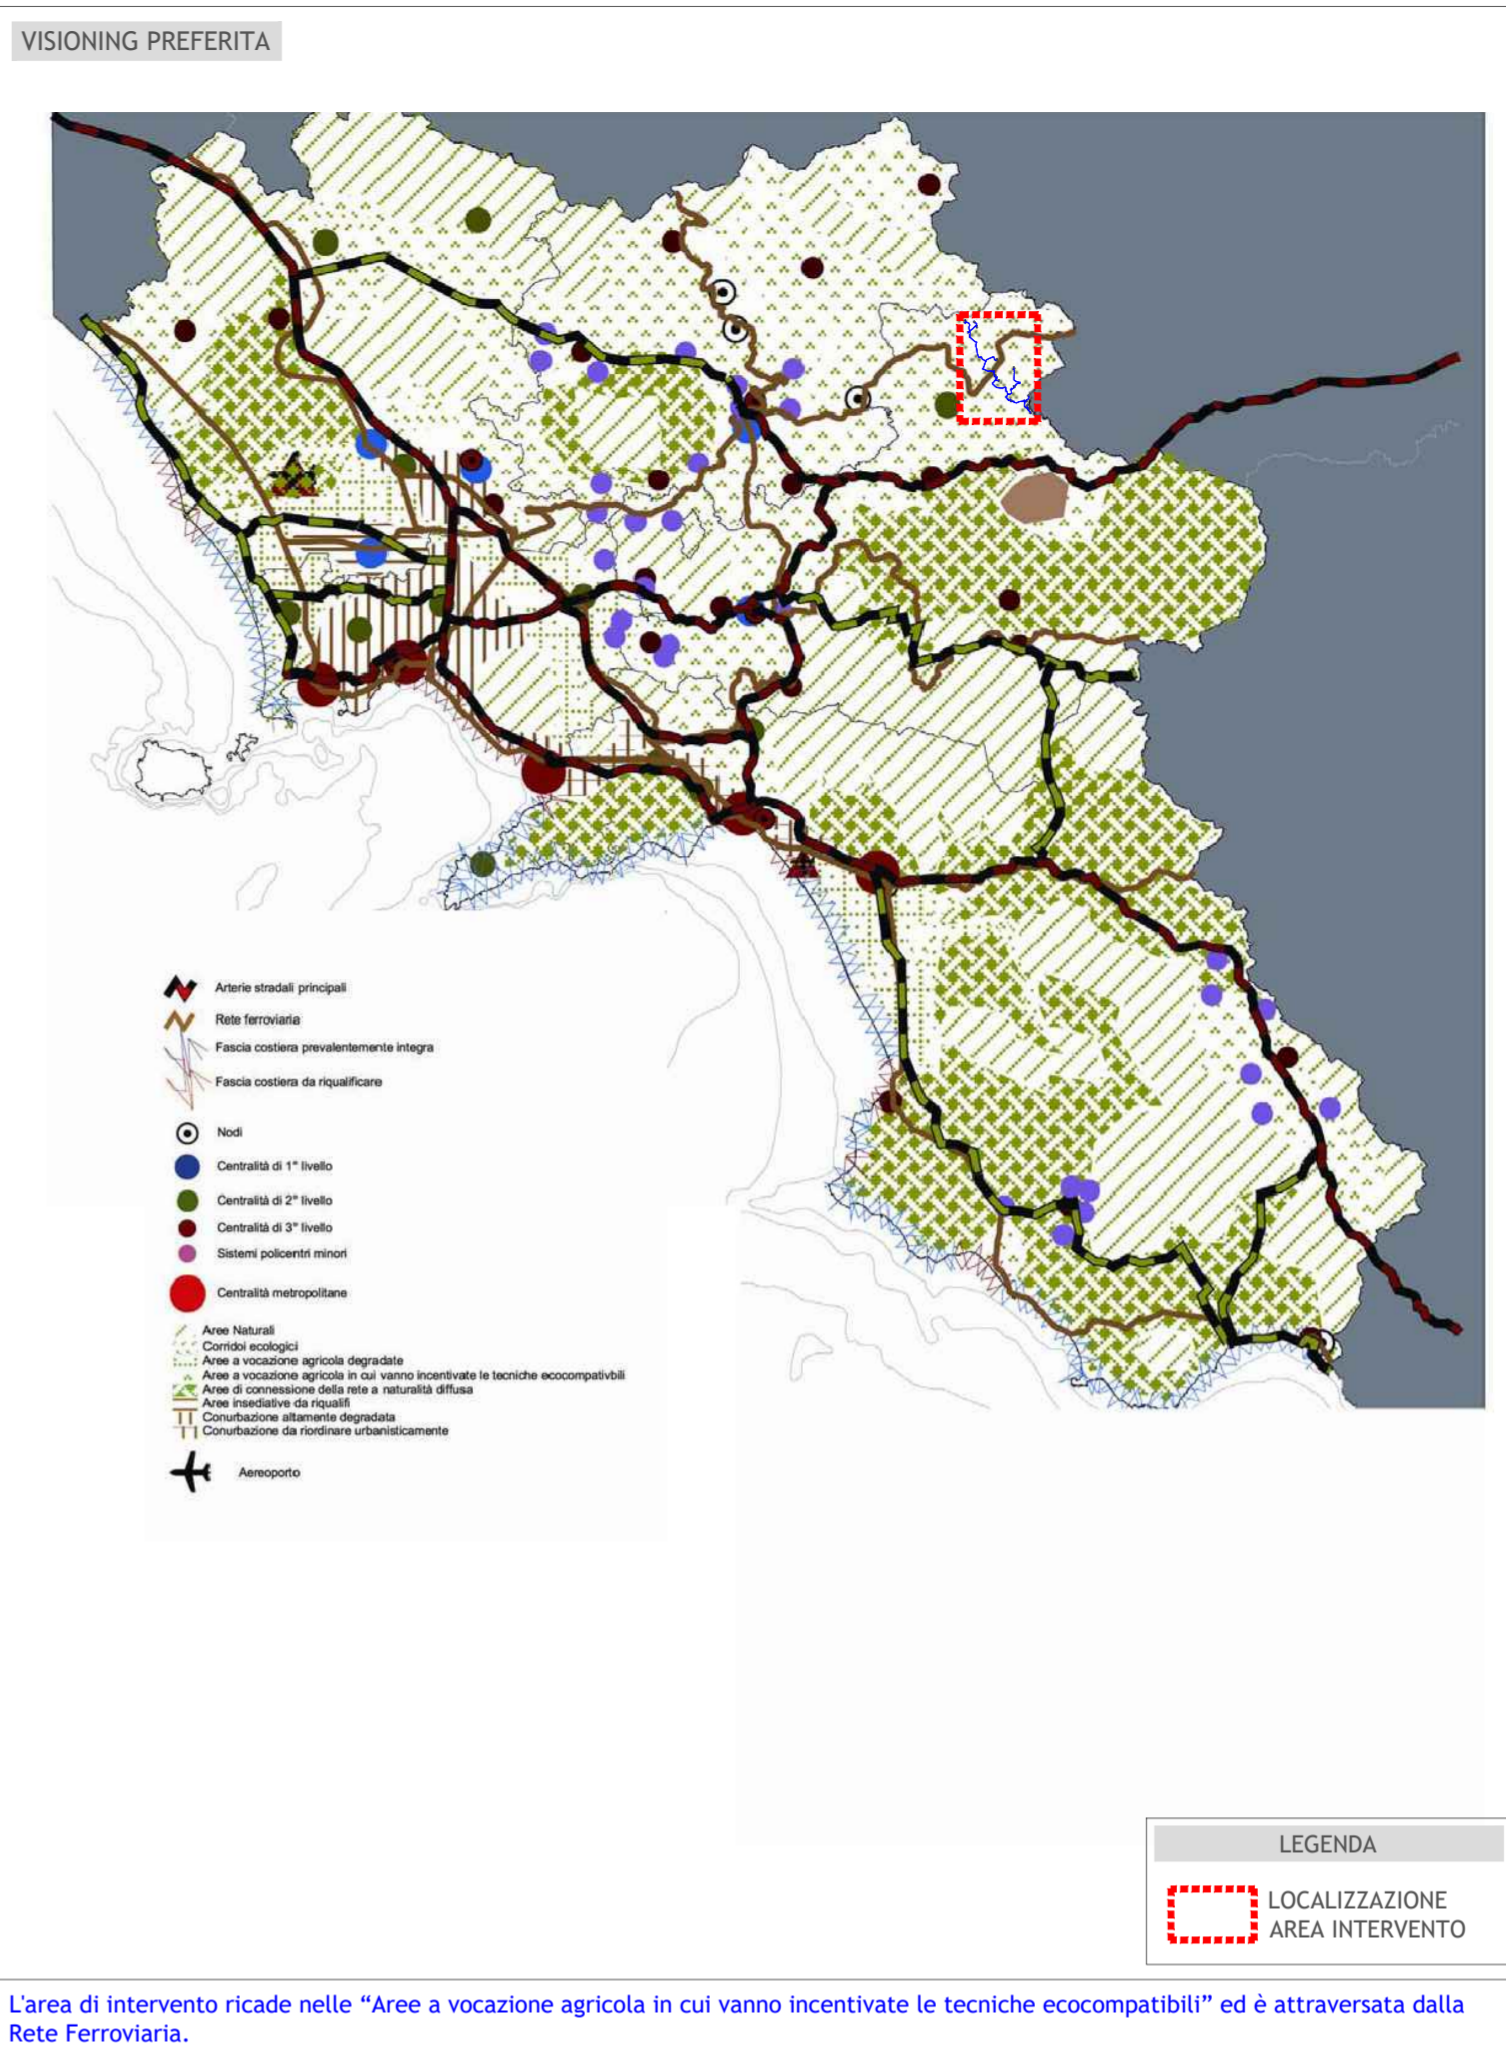 VISIONING PREFERITA
Arterie stradali principali
Rete ferroviaria
Fascia costiera prevalentemente integra
Fascia costiera da riqualificare
Nodi
Centralità di 1° livello
Centralità di 2° livello
Centralità di 3° livello
Sistemi policentri minori
Centralità metropolitane
Aree Naturali
Corridoi ecologici
Aree a vocazione agricola degradate
Aree a vocazione agricola in cui vanno incentivate le tecniche ecocompativbili
Aree di connessione della rete a naturalità diffusa
Aree insediative da riqualifi
Conurbazione altamente degradata
Conurbazione da riordinare urbanisticamente
Aereoporto
LEGENDA
LOCALIZZAZIONE
AREA INTERVENTO
L'area di intervento ricade nelle “Aree a vocazione agricola in cui vanno incentivate le tecniche ecocompatibili” ed è attraversata dalla
Rete Ferroviaria.